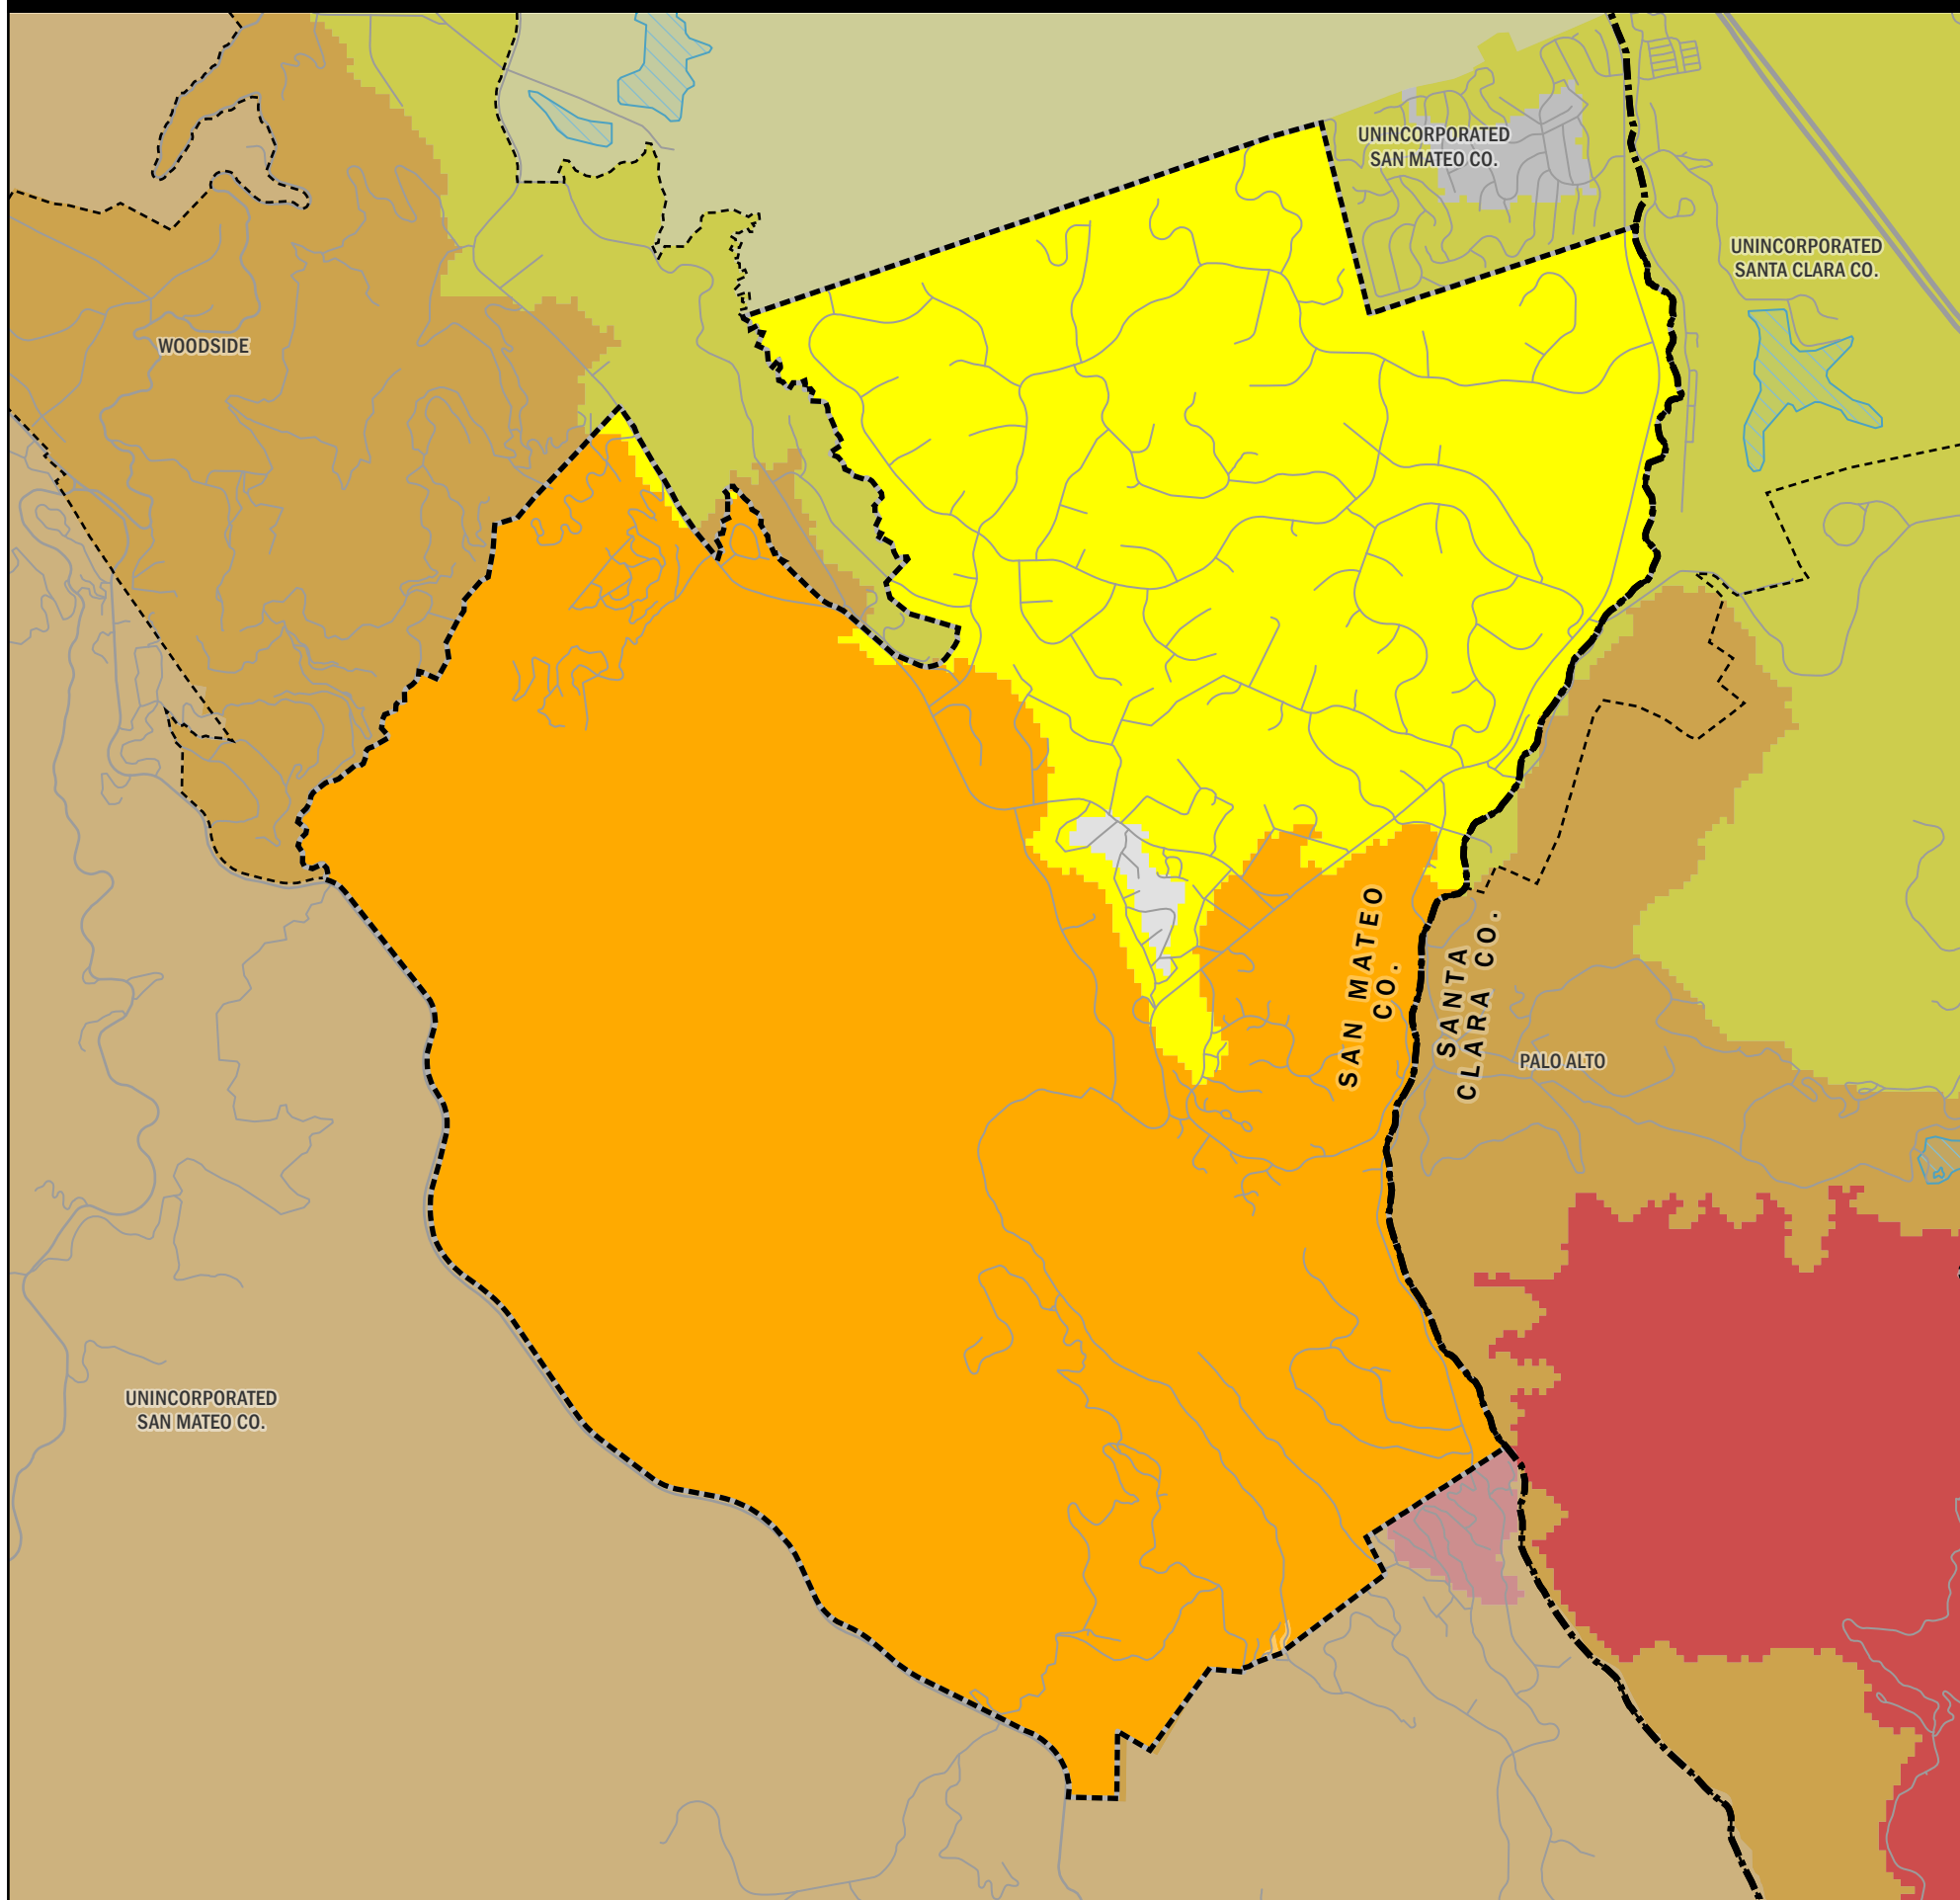 UNINCORPORATED
SAN MATEO CO.
UNINCORPORATED
SANTA CLARA CO.
WOODSIDE
SAN MATEO
CO.
SANTA
CLARA CO.
PALO ALTO
UNINCORPORATED
SAN MATEO CO.